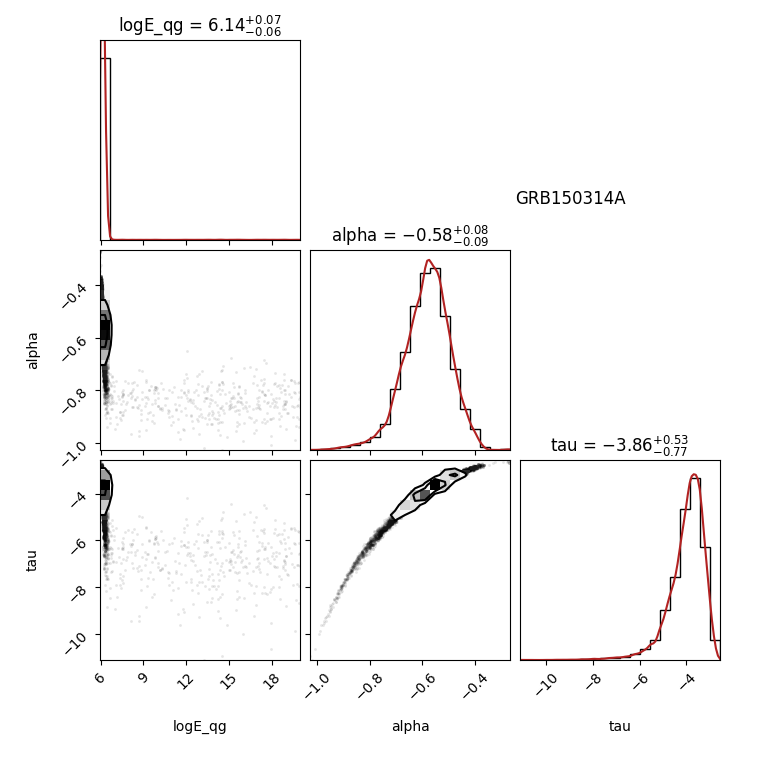 logE_qg = 6.14$^{+0.07}_{-0.06}$
GRB150314A
alpha = −0.58$^{+0.08}_{-0.09}$
−0.4
−0.6
−0.8
−1.0
alpha
tau = −3.86$^{+0.53}_{-0.77}$
−4
−6
−8
−10
tau
6 9 12 15 18
−1.0 −0.8 −0.6 −0.4
−10 −8 −6 −4
logE_qg alpha tau